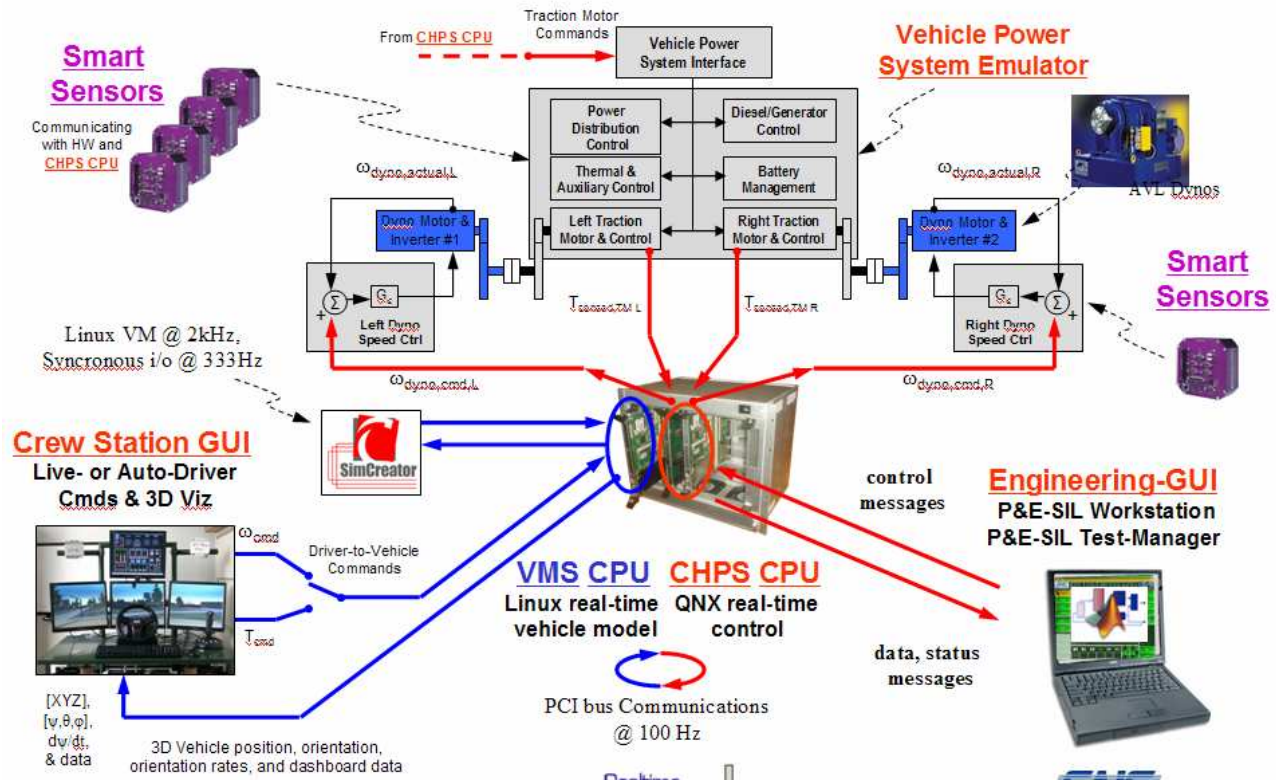 Traction Motor
Commands
From CHPS CPU
Vehicle Power
System Interface
Smart
Sensors
Communicating
with HW and
CHPS CPU
Vehicle Power
System Emulator
Power
Distribution
Control
Diesel/Generator
Control
Thermal &
Auxiliary Control
Battery
Management
Left Traction
Motor & Control
Right Traction
Motor & Control
ωdyno,actual,L
Dyno Motor &
Inverter #1
ωdyno,actual,R
Dyno Motor &
Inverter #2
AVL Dynos
Σ
+
Gc
Left Dyno
Speed Ctrl
Tsensed,TM L
Tsensed,TM R
Gc
Σ
+
Right Dyno
Speed Ctrl
Smart
Sensors
Linux VM @ 2kHz,
Syncronous i/o @ 333Hz
ωdyno,cmd,L
ωdyno,cmd,R
SimCreator
Crew Station GUI
Live- or Auto-Driver
Cmds & 3D Viz
control
messages
Engineering-GUI
P&E-SIL Workstation
P&E-SIL Test-Manager
ωcmd
Driver-to-Vehicle
Commands
Tcmd
VMS CPU
Linux real-time
vehicle model
CHPS CPU
QNX real-time
control
data, status
messages
PCI bus Communications
@ 100 Hz
[XYZ],
[ψ,θ,φ],
dψ/dt,
& data
3D Vehicle position, orientation,
orientation rates, and dashboard data